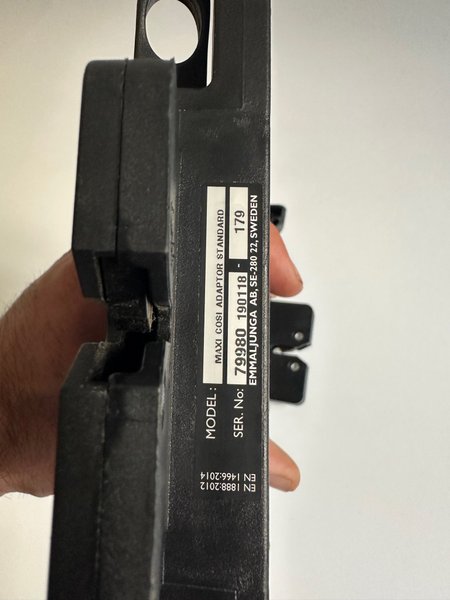 MODEL: MAXI COSI ADAPTOR STANDARD
SER. No: 79980 190118 - 179
EMMALJUNGA AB, SE-280 22, SWEDEN
EN 1888:2012
EN 1466:2014